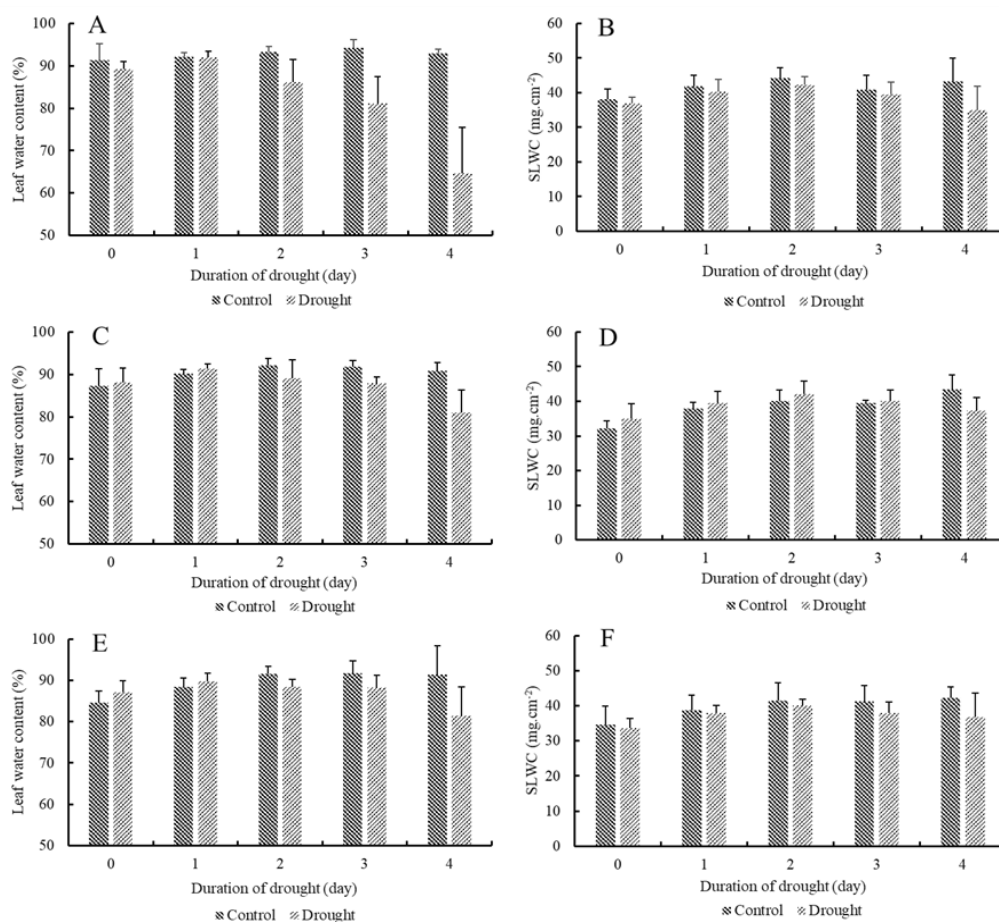 A
Leaf water content (%)
100
90
80
70
60
50
0 1 2 3 4
Duration of drought (day)
Control Drought
B
SLWC (mg.cm-2)
60
50
40
30
20
10
0
0 1 2 3 4
Duration of drought (day)
Control Drought
C
Leaf water content (%)
100
90
80
70
60
50
0 1 2 3 4
Duration of drought (day)
Control Drought
D
SLWC (mg.cm-2)
60
50
40
30
20
10
0
0 1 2 3 4
Duration of drought (day)
Control Drought
E
Leaf water content (%)
100
90
80
70
60
50
0 1 2 3 4
Duration of drought (day)
Control Drought
F
SLWC (mg.cm-2)
60
50
40
30
20
10
0
0 1 2 3 4
Duration of drought (day)
Control Drought